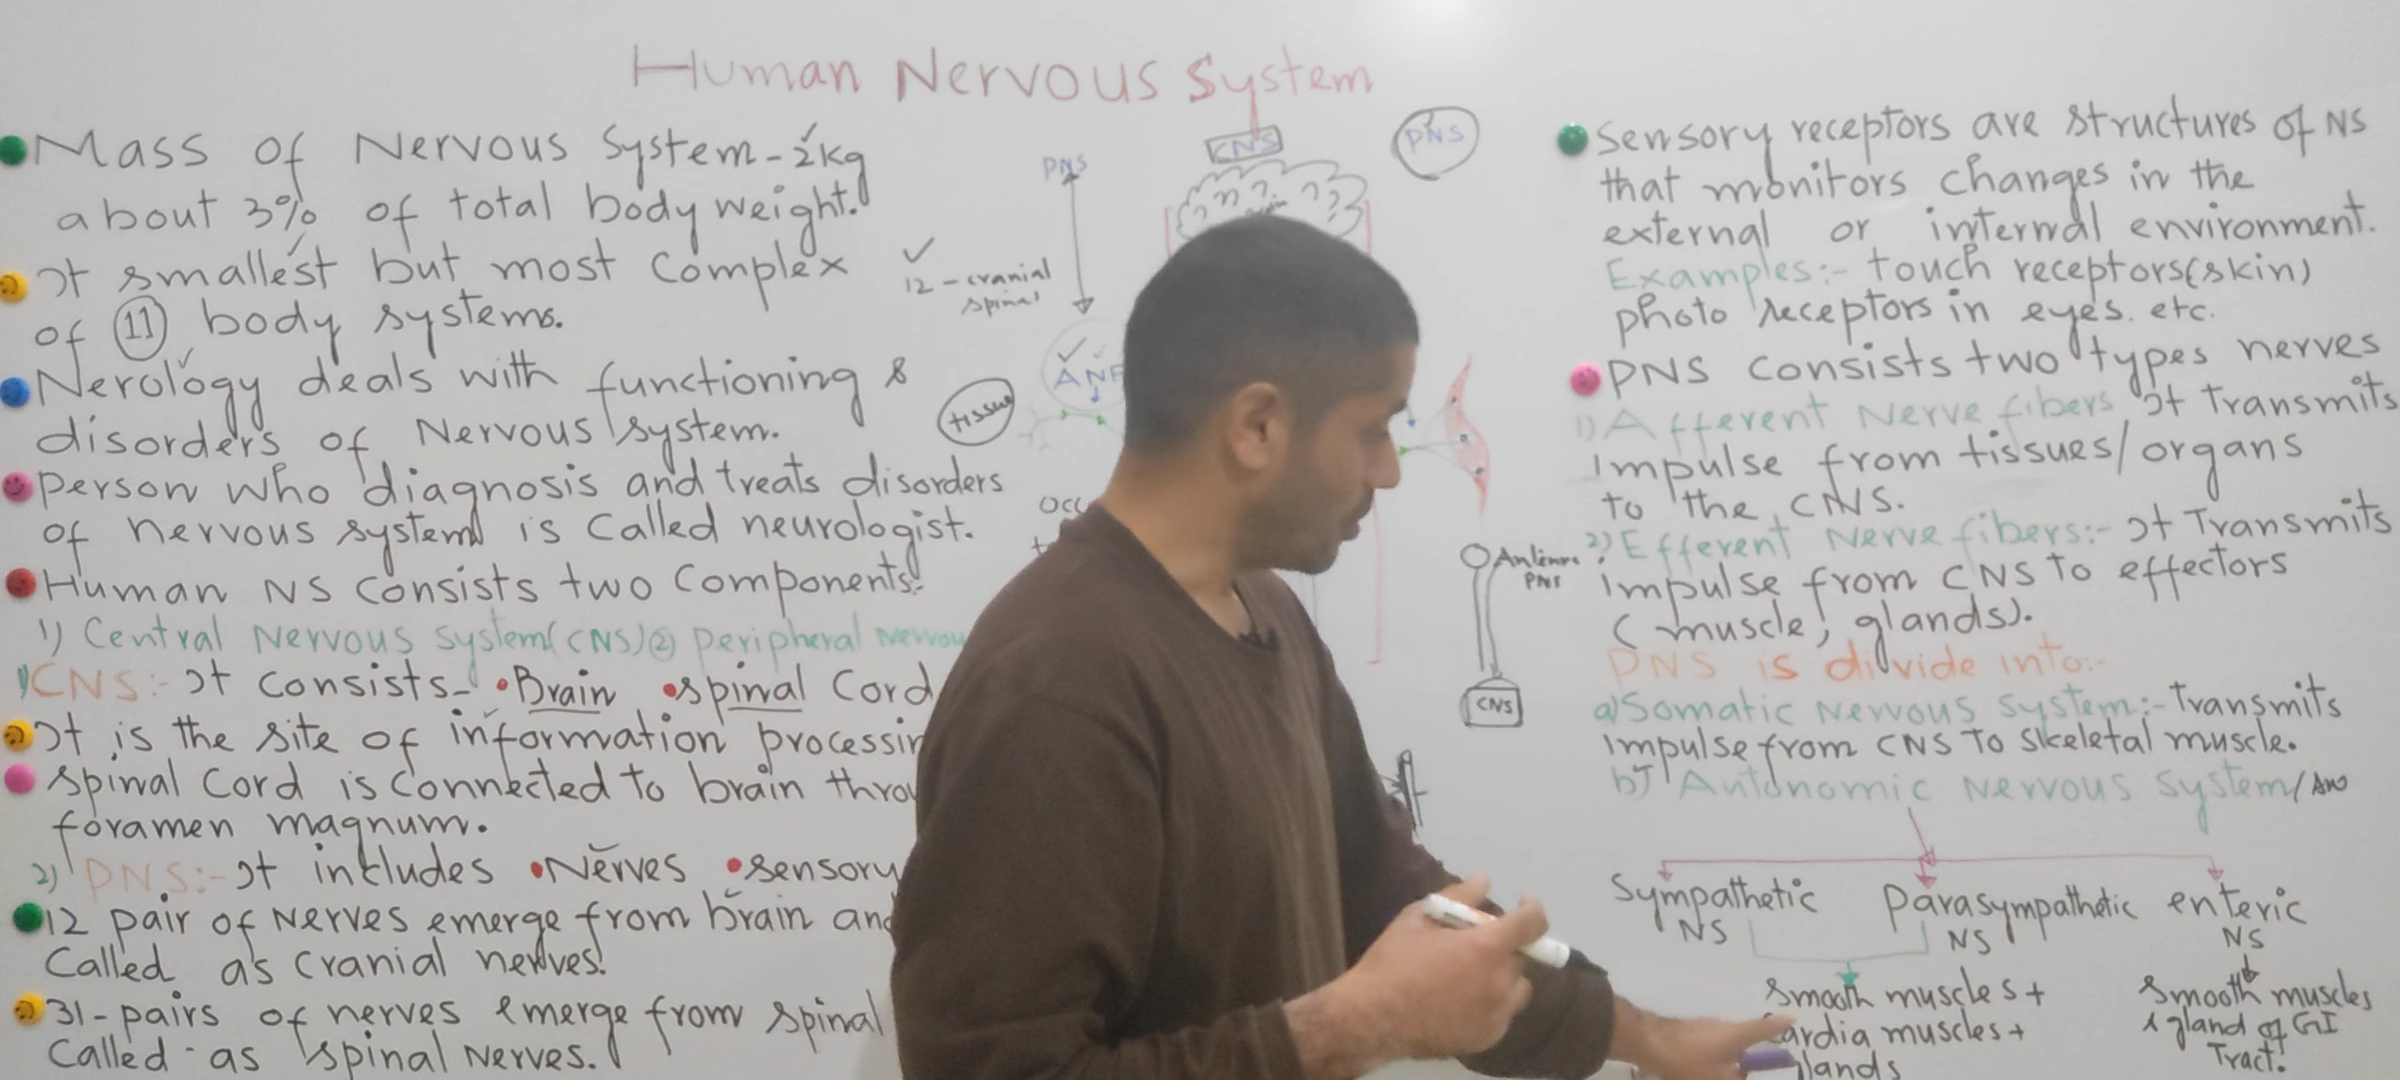 Human Nervous System
Mass of Nervous System - 2kg
about 3% of total body weight.
It smallest but most complex
of 11 body systems.
Nerology deals with functioning &
disorders of Nervous system.
person who diagnosis and treats disorders
of nervous system is called neurologist.
Human NS consists two components:
1) Central Nervous System(CNS) 2) peripheral
1) CNS:- It consists - • Brain • spinal Cord
It is the site of information
spinal cord is connected to brain
foramen magnum.
2) PNS:- It includes • Nerves • sensory
12 pair of Nerves emerge from brain and
called as cranial nerves.
31-pairs of nerves emerge from spinal
called as spinal Nerves.
PNS
CNS
PNS
12 - cranial
spinal
tissue
PNS
CNS
Sensory receptors are structures of NS
that monitors changes in the
external or internal environment.
Examples:- touch receptors(skin)
photo receptors in eyes. etc.
PNS consists two types nerves
1) Afferent Nerve fibers It Transmits
Impulse from tissues/organs
to the CNS.
2) Efferent Nerve fibers:- It Transmits
impulse from CNS to effectors
(muscle, glands).
PNS is divide into:-
a) Somatic Nervous System:- Transmits
impulse from CNS to skeletal muscle.
b) Autonomic Nervous System/
Sympathetic
NS
Parasympathetic
NS
enteric
NS
Smooth muscles +
cardia muscles +
glands
Smooth muscles
& gland of GI
Tract.